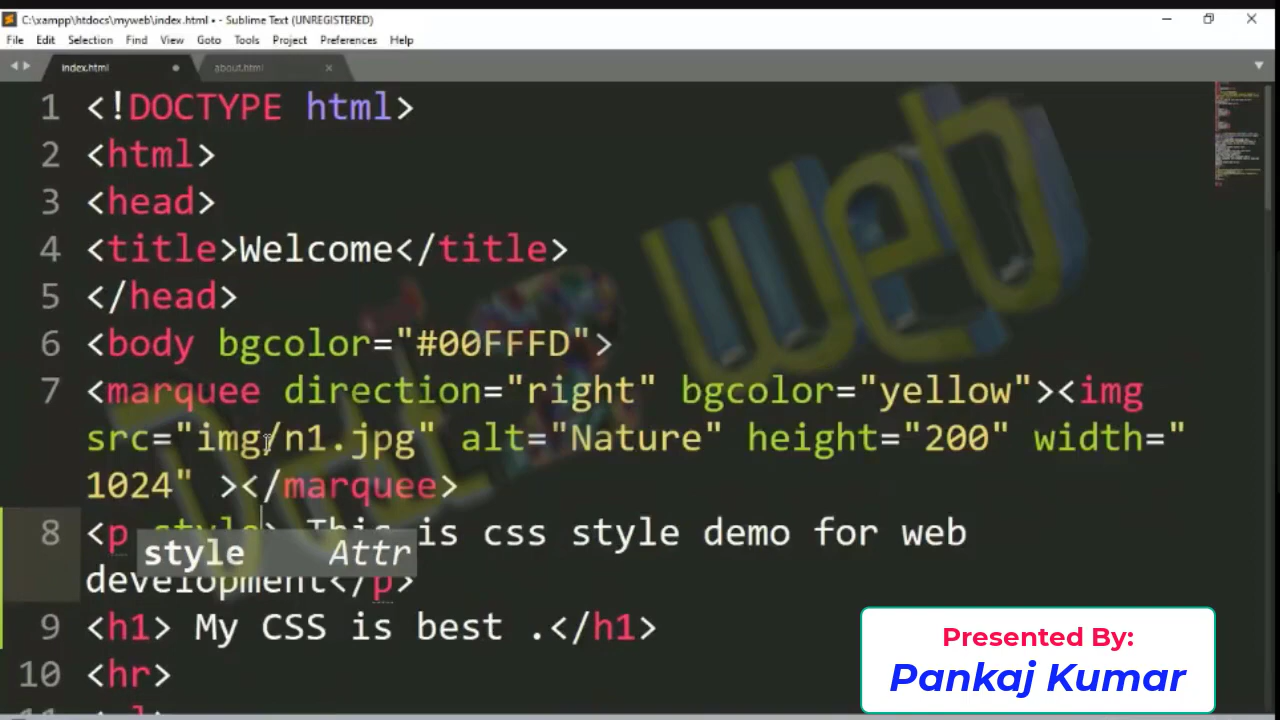 C:\xampp\htdocs\myweb\index.html • - Sublime Text (UNREGISTERED)
File Edit Selection Find View Goto Tools Project Preferences Help
index.html about.html
1 <!DOCTYPE html>
2 <html>
3 <head>
4 <title>Welcome</title>
5 </head>
6 <body bgcolor="#00FFFD">
7 <marquee direction="right" bgcolor="yellow"><img
src="img/n1.jpg" alt="Nature" height="200" width="
1024" ></marquee>
8 <p style> This is css style demo for web
style Attr
development</p>
9 <h1> My CSS is best .</h1>
10 <hr>
Presented By:
Pankaj Kumar
web